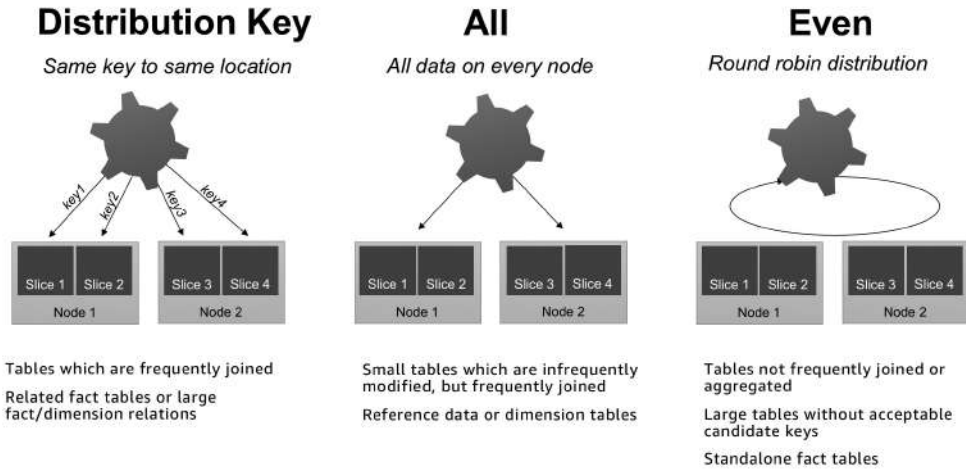 Distribution Key
Same key to same location
key1
key2
key3
key4
Slice 1
Slice 2
Node 1
Slice 3
Slice 4
Node 2
Tables which are frequently joined
Related fact tables or large
fact/dimension relations
All
All data on every node
Slice 1
Slice 2
Node 1
Slice 3
Slice 4
Node 2
Small tables which are infrequently
modified, but frequently joined
Reference data or dimension tables
Even
Round robin distribution
Slice 1
Slice 2
Node 1
Slice 3
Slice 4
Node 2
Tables not frequently joined or
aggregated
Large tables without acceptable
candidate keys
Standalone fact tables